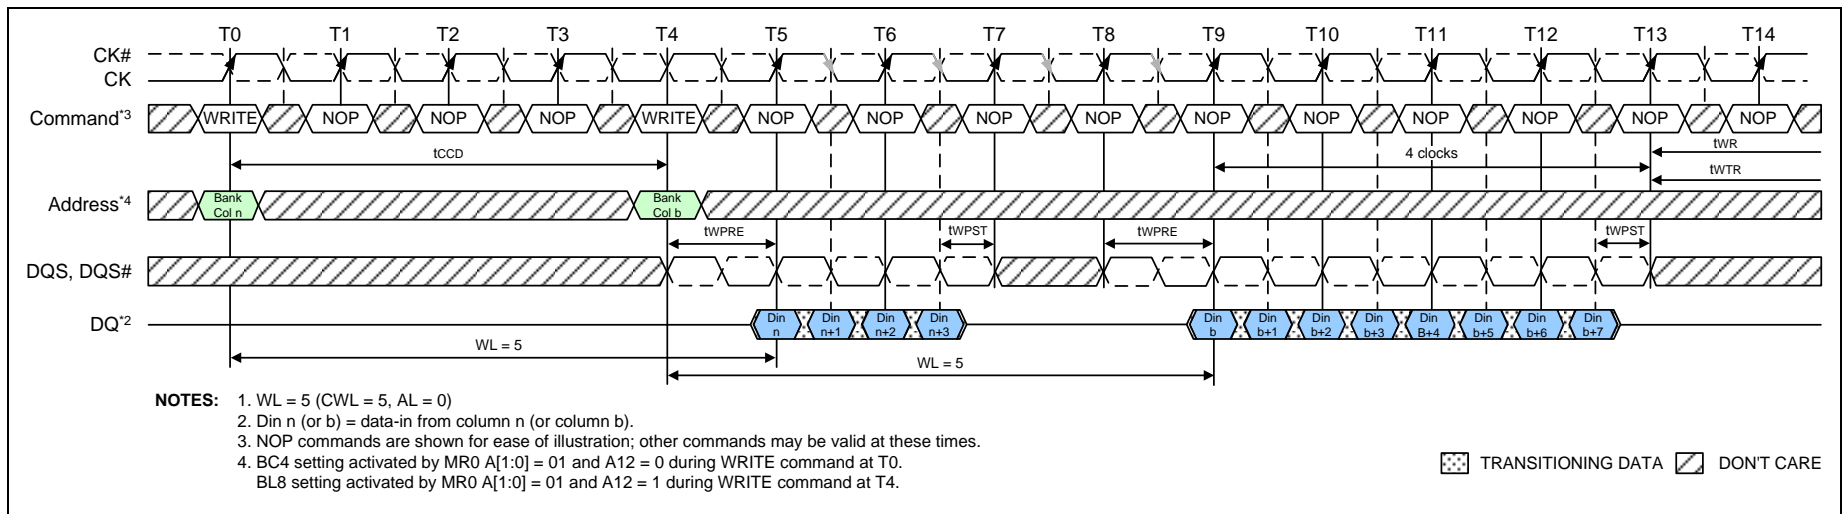 T0 T1 T2 T3 T4 T5 T6 T7 T8 T9 T10 T11 T12 T13 T14
CK#
CK
Command*3 WRITE NOP NOP NOP WRITE NOP NOP NOP NOP NOP NOP NOP NOP NOP NOP
tCCD 4 clocks tWR
tWTR
Address*4 Bank Col n Bank Col b
tWPRE tWPST tWPRE tWPST
DQS, DQS#
DQ*2 Din n Din n+1 Din n+2 Din n+3 Din b Din b+1 Din b+2 Din b+3 Din B+4 Din b+5 Din b+6 Din b+7
WL = 5
WL = 5
NOTES: 1. WL = 5 (CWL = 5, AL = 0)
2. Din n (or b) = data-in from column n (or column b).
3. NOP commands are shown for ease of illustration; other commands may be valid at these times.
4. BC4 setting activated by MR0 A[1:0] = 01 and A12 = 0 during WRITE command at T0.
BL8 setting activated by MR0 A[1:0] = 01 and A12 = 1 during WRITE command at T4.
TRANSITIONING DATA DON'T CARE